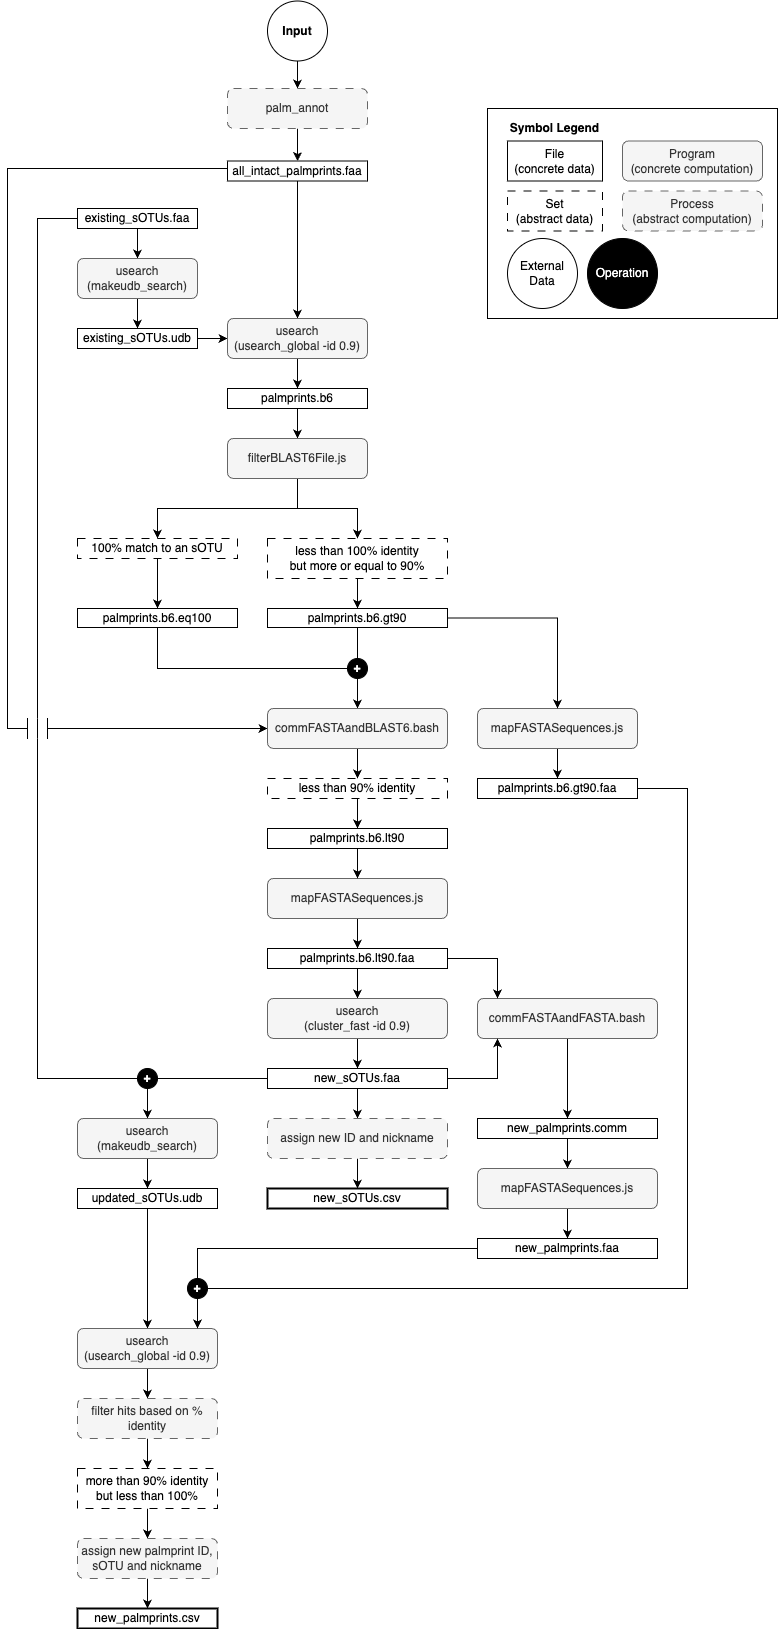 Input
palm_annot
Symbol Legend
File
(concrete data)
Program
(concrete computation)
all_intact_palmprints.faa
Set
(abstract data)
Process
(abstract computation)
existing_sOTUs.faa
External
Data
Operation
usearch
(makeudb_search)
existing_sOTUs.udb
usearch
(usearch_global -id 0.9)
palmprints.b6
filterBLAST6File.js
100% match to an sOTU
less than 100% identity
but more or equal to 90%
palmprints.b6.eq100
palmprints.b6.gt90
+
commFASTAandBLAST6.bash
mapFASTASequences.js
less than 90% identity
palmprints.b6.gt90.faa
palmprints.b6.lt90
mapFASTASequences.js
palmprints.b6.lt90.faa
usearch
(cluster_fast -id 0.9)
commFASTAandFASTA.bash
+
new_sOTUs.faa
usearch
(makeudb_search)
assign new ID and nickname
new_palmprints.comm
updated_sOTUs.udb
new_sOTUs.csv
mapFASTASequences.js
new_palmprints.faa
+
usearch
(usearch_global -id 0.9)
filter hits based on %
identity
more than 90% identity
but less than 100%
assign new palmprint ID,
sOTU and nickname
new_palmprints.csv